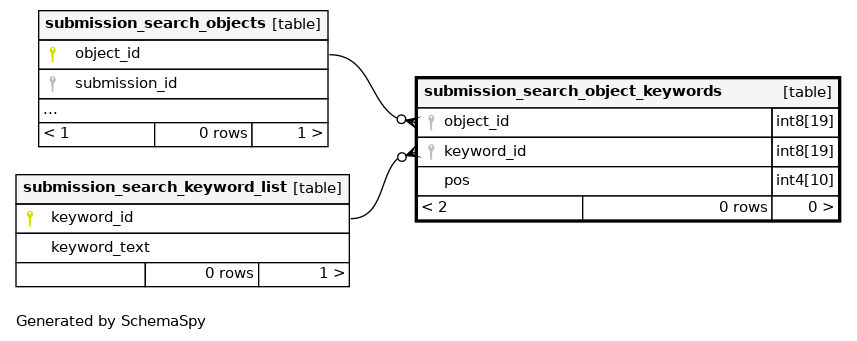 submission_search_objects [table]
object_id
submission_id
...
< 1 0 rows 1 >
submission_search_object_keywords [table]
object_id int8[19]
keyword_id int8[19]
pos int4[10]
< 2 0 rows 0 >
submission_search_keyword_list [table]
keyword_id
keyword_text
0 rows 1 >
Generated by SchemaSpy